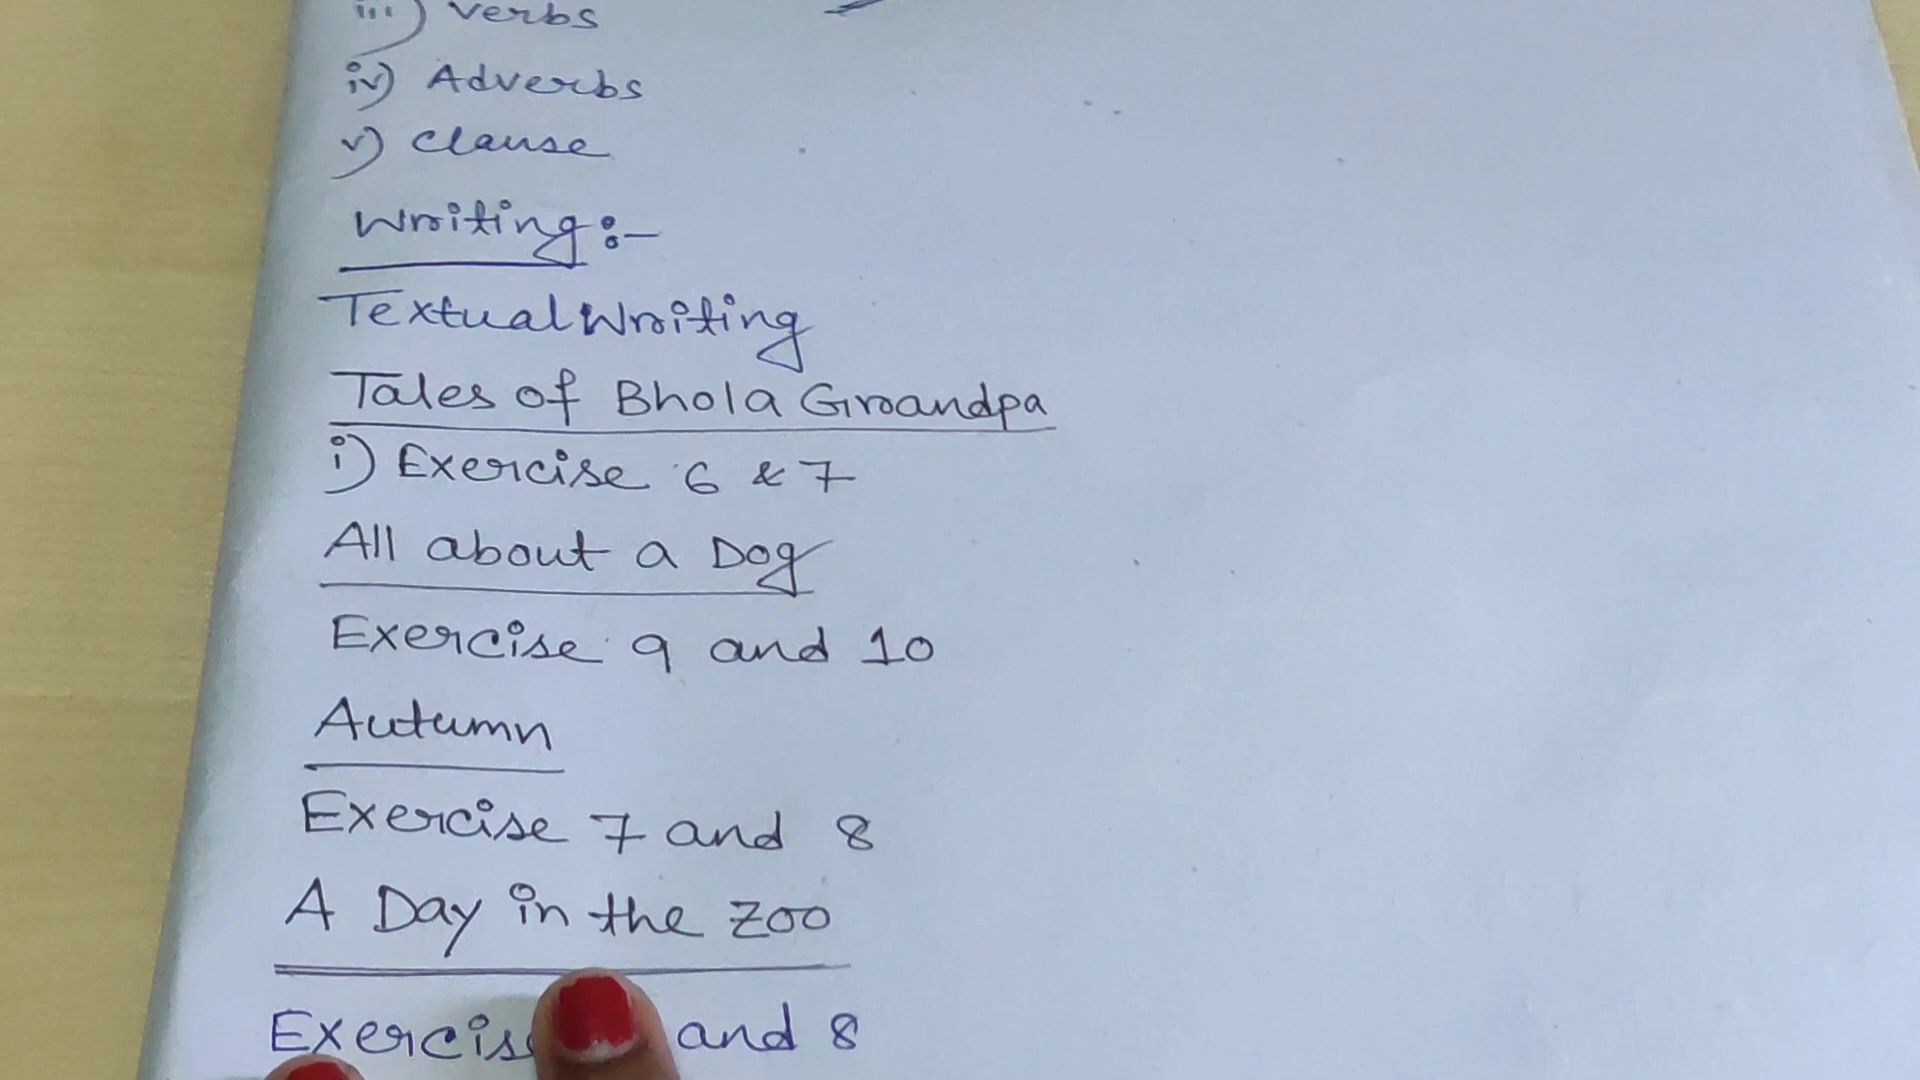 iii) verbs
iv) Adverbs
v) clause
Writing:-
Textual Writing
Tales of Bhola Grandpa
i) Exercise 6 & 7
All about a Dog
Exercise 9 and 10
Autumn
Exercise 7 and 8
A Day in the Zoo
and 8